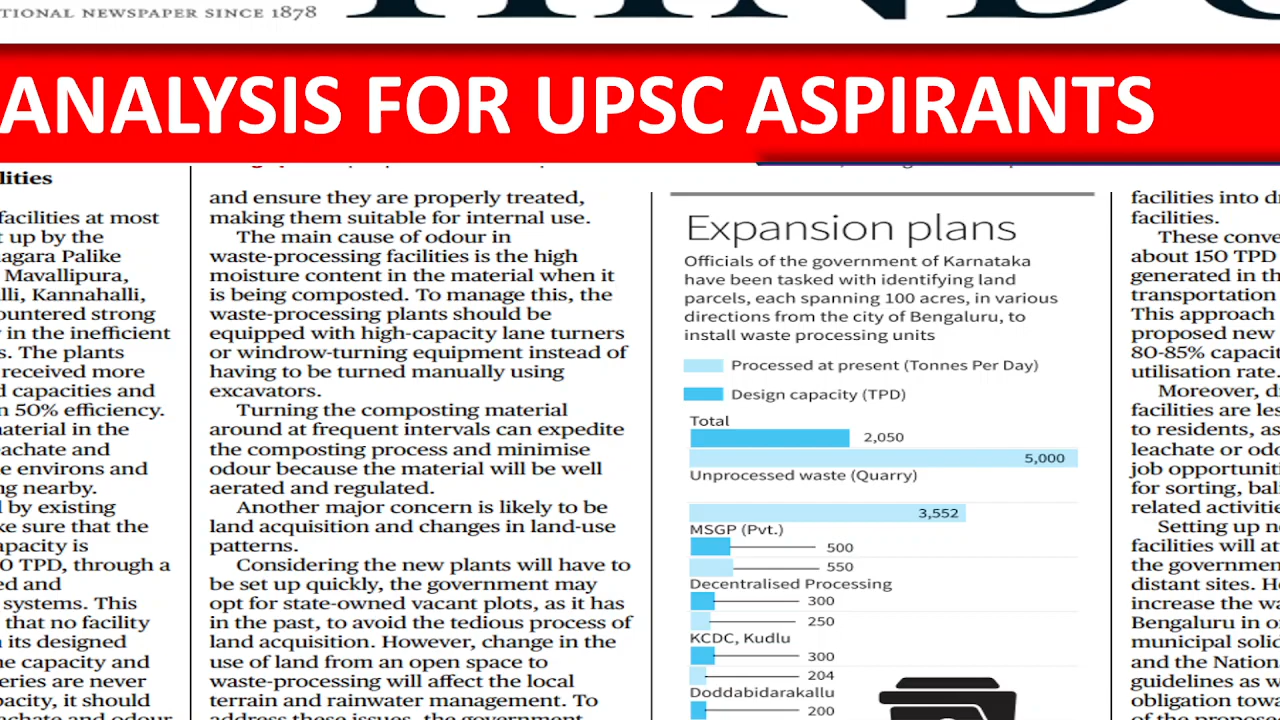 TIONAL NEWSPAPER SINCE 1878
ANALYSIS FOR UPSC ASPIRANTS
lities
facilities at most
t up by the
agara Palike
Mavallipura,
lli, Kannahalli,
ountered strong
y in the inefficient
s. The plants
received more
d capacities and
n 50% efficiency.
aterial in the
eachate and
e environs and
ng nearby.
l by existing
ke sure that the
apacity is
0 TPD, through a
ed and
systems. This
that no facility
n its designed
he capacity and
eries are never
pacity, it should
eachate and odour
and ensure they are properly treated,
making them suitable for internal use.
The main cause of odour in
waste-processing facilities is the high
moisture content in the material when it
is being composted. To manage this, the
waste-processing plants should be
equipped with high-capacity lane turners
or windrow-turning equipment instead of
having to be turned manually using
excavators.
Turning the composting material
around at frequent intervals can expedite
the composting process and minimise
odour because the material will be well
aerated and regulated.
Another major concern is likely to be
land acquisition and changes in land-use
patterns.
Considering the new plants will have to
be set up quickly, the government may
opt for state-owned vacant plots, as it has
in the past, to avoid the tedious process of
land acquisition. However, change in the
use of land from an open space to
waste-processing will affect the local
terrain and rainwater management. To
address these issues, the government
Expansion plans
Officials of the government of Karnataka
have been tasked with identifying land
parcels, each spanning 100 acres, in various
directions from the city of Bengaluru, to
install waste processing units
Processed at present (Tonnes Per Day)
Design capacity (TPD)
Total
2,050
5,000
Unprocessed waste (Quarry)
3,552
MSGP (Pvt.)
500
550
Decentralised Processing
300
250
KCDC, Kudlu
300
204
Doddabidarakallu
200
facilities into dr
facilities.
These conve
about 150 TPD
generated in th
transportation
This approach
proposed new
80-85% capacit
utilisation rate.
Moreover, dr
facilities are les
to residents, as
leachate or odo
job opportuniti
for sorting, bali
related activitie
Setting up ne
facilities will att
the government
distant sites. Ho
increase the wa
Bengaluru in or
municipal solid
and the Nationa
guidelines as w
obligation towa
of the propose